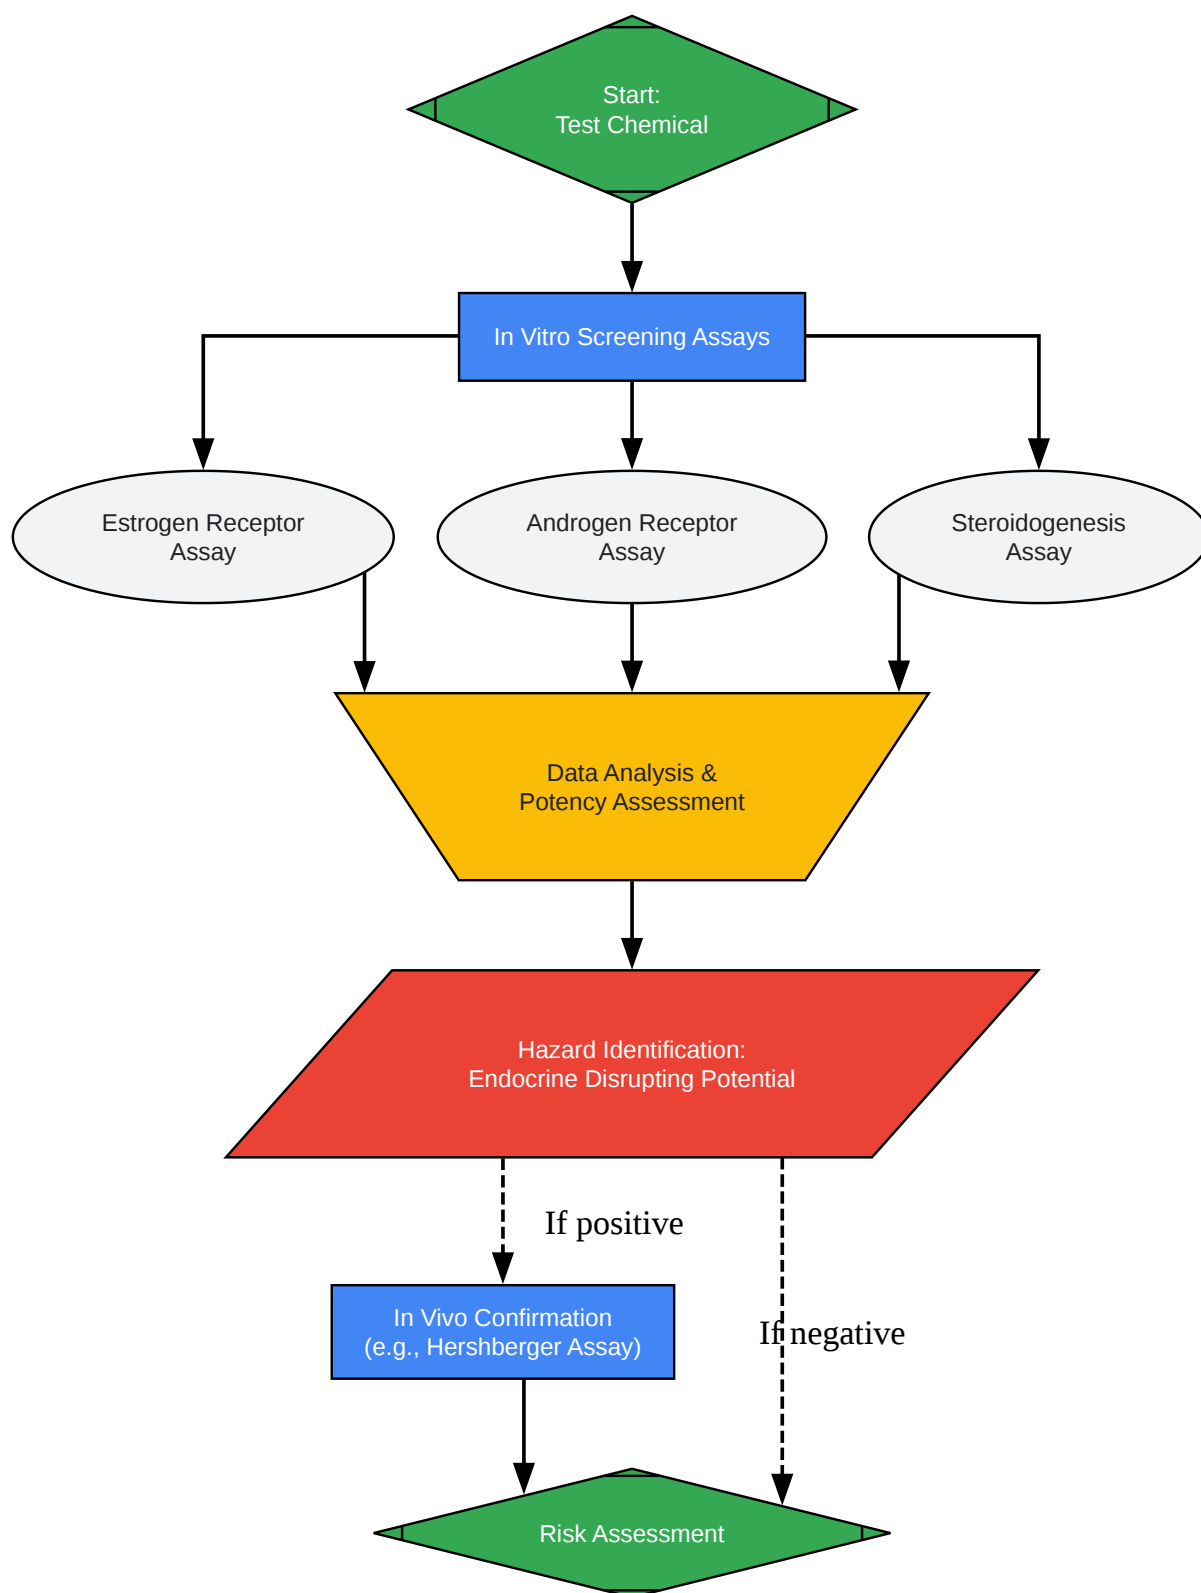 Start:
Test Chemical
In Vitro Screening Assays
Estrogen Receptor
Assay
Androgen Receptor
Assay
Steroidogenesis
Assay
Data Analysis &
Potency Assessment
Hazard Identification:
Endocrine Disrupting Potential
If positive
In Vivo Confirmation
(e.g., Hershberger Assay)
If negative
Risk Assessment